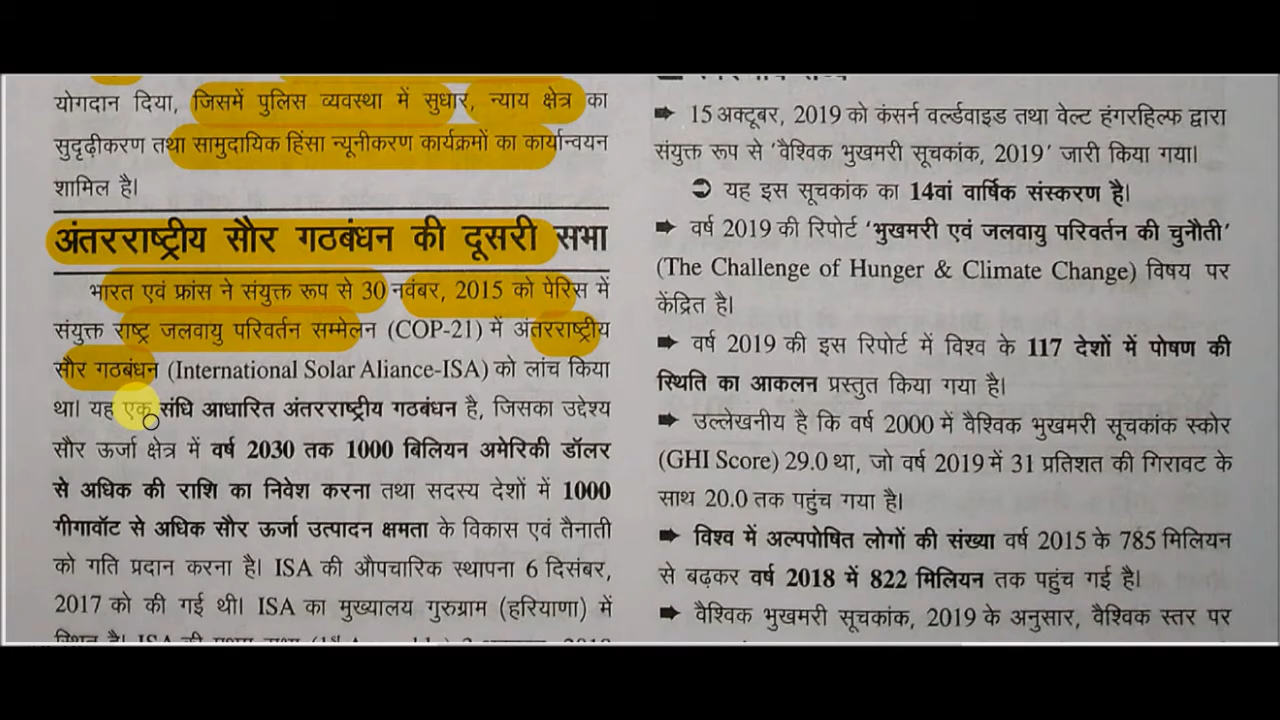 योगदान दिया, जिसमें पुलिस व्यवस्था में सुधार, न्याय क्षेत्र का
सुदृढ़ीकरण तथा सामुदायिक हिंसा न्यूनीकरण कार्यक्रमों का कार्यान्वयन
शामिल है।
अंतरराष्ट्रीय सौर गठबंधन की दूसरी सभा
भारत एवं फ्रांस ने संयुक्त रूप से 30 नवंबर, 2015 को पेरिस में
संयुक्त राष्ट्र जलवायु परिवर्तन सम्मेलन (COP-21) में अंतरराष्ट्रीय
सौर गठबंधन (International Solar Aliance-ISA) को लांच किया
था। यह एक संधि आधारित अंतरराष्ट्रीय गठबंधन है, जिसका उद्देश्य
सौर ऊर्जा क्षेत्र में वर्ष 2030 तक 1000 बिलियन अमेरिकी डॉलर
से अधिक की राशि का निवेश करना तथा सदस्य देशों में 1000
गीगावॉट से अधिक सौर ऊर्जा उत्पादन क्षमता के विकास एवं तैनाती
को गति प्रदान करना है। ISA की औपचारिक स्थापना 6 दिसंबर,
2017 को की गई थी। ISA का मुख्यालय गुरुग्राम (हरियाणा) में
➡ 15 अक्टूबर, 2019 को कंसर्न वर्ल्डवाइड तथा वेल्ट हंगरहिल्फ द्वारा
संयुक्त रूप से 'वैश्विक भुखमरी सूचकांक, 2019' जारी किया गया।
➲ यह इस सूचकांक का 14वां वार्षिक संस्करण है।
➡ वर्ष 2019 की रिपोर्ट 'भुखमरी एवं जलवायु परिवर्तन की चुनौती'
(The Challenge of Hunger & Climate Change) विषय पर
केंद्रित है।
➡ वर्ष 2019 की इस रिपोर्ट में विश्व के 117 देशों में पोषण की
स्थिति का आकलन प्रस्तुत किया गया है।
➡ उल्लेखनीय है कि वर्ष 2000 में वैश्विक भुखमरी सूचकांक स्कोर
(GHI Score) 29.0 था, जो वर्ष 2019 में 31 प्रतिशत की गिरावट के
साथ 20.0 तक पहुंच गया है।
➡ विश्व में अल्पपोषित लोगों की संख्या वर्ष 2015 के 785 मिलियन
से बढ़कर वर्ष 2018 में 822 मिलियन तक पहुंच गई है।
➡ वैश्विक भुखमरी सूचकांक, 2019 के अनुसार, वैश्विक स्तर पर